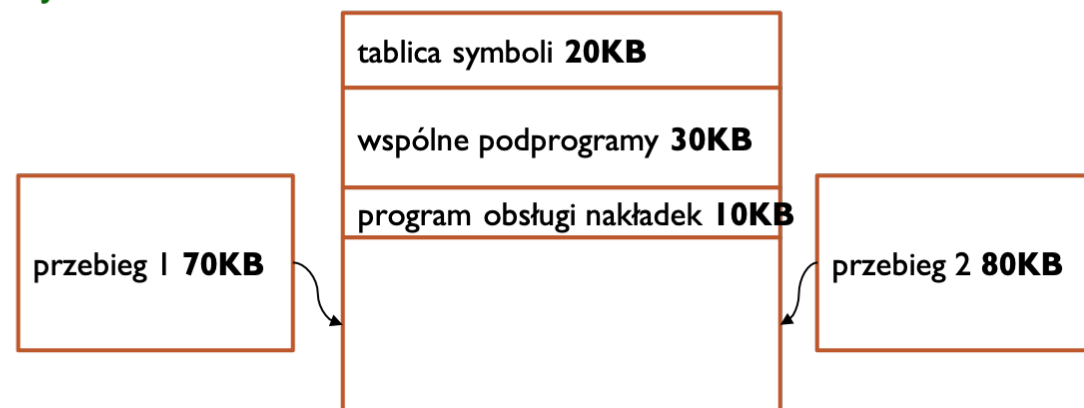 tablica symboli 20KB
wspólne podprogramy 30KB
program obsługi nakładek 10KB
przebieg 1 70KB
przebieg 2 80KB